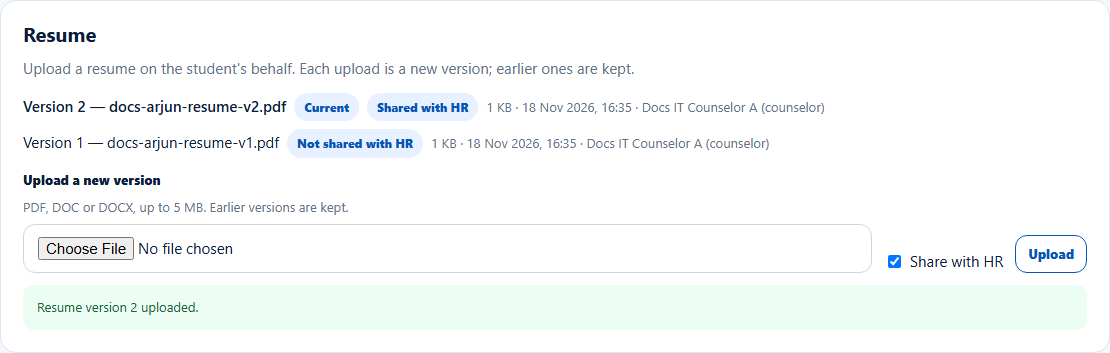 Resume
Upload a resume on the student's behalf. Each upload is a new version; earlier ones are kept.
Version 2 — docs-arjun-resume-v2.pdf Current Shared with HR 1 KB · 18 Nov 2026, 16:35 · Docs IT Counselor A (counselor)
Version 1 — docs-arjun-resume-v1.pdf Not shared with HR 1 KB · 18 Nov 2026, 16:35 · Docs IT Counselor A (counselor)
Upload a new version
PDF, DOC or DOCX, up to 5 MB. Earlier versions are kept.
Choose File No file chosen Share with HR Upload
Resume version 2 uploaded.